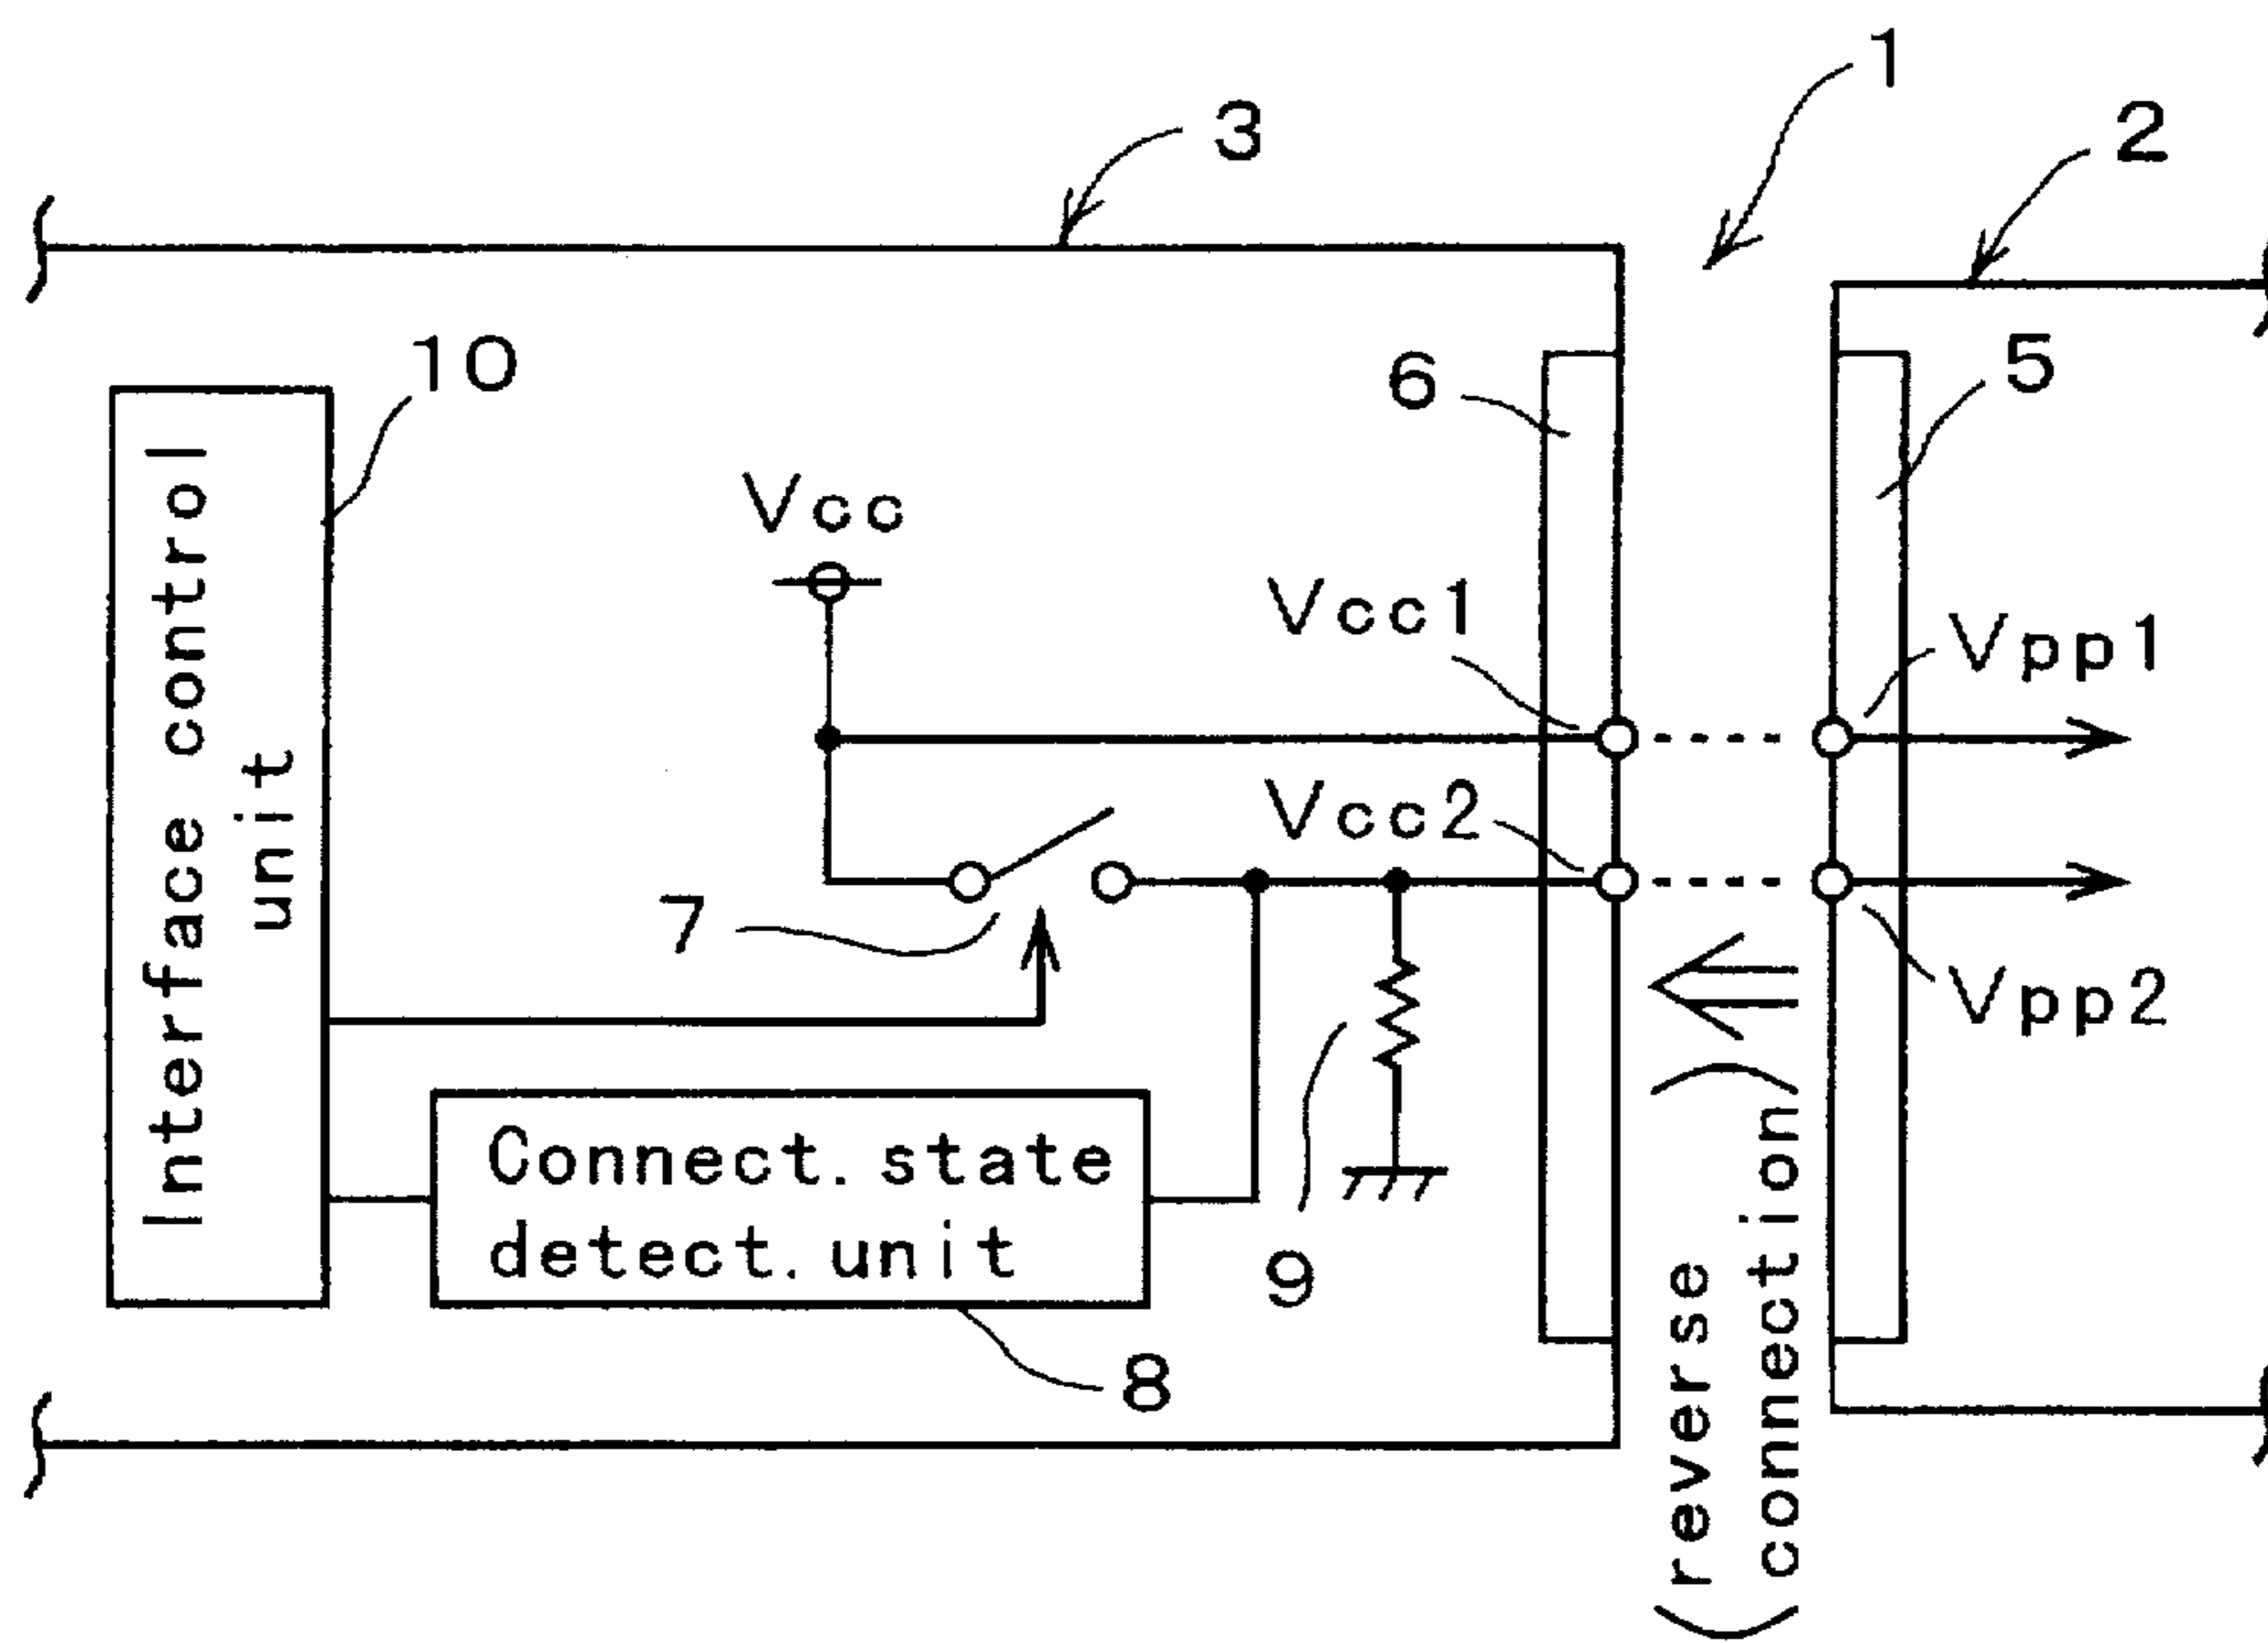 1
3
2
10
6
5
Vcc
Vcc1
Vpp1
Vcc2
7
Vpp2
Interface control
unit
Connect.state
detect.unit
9
8
(reverse
connection)